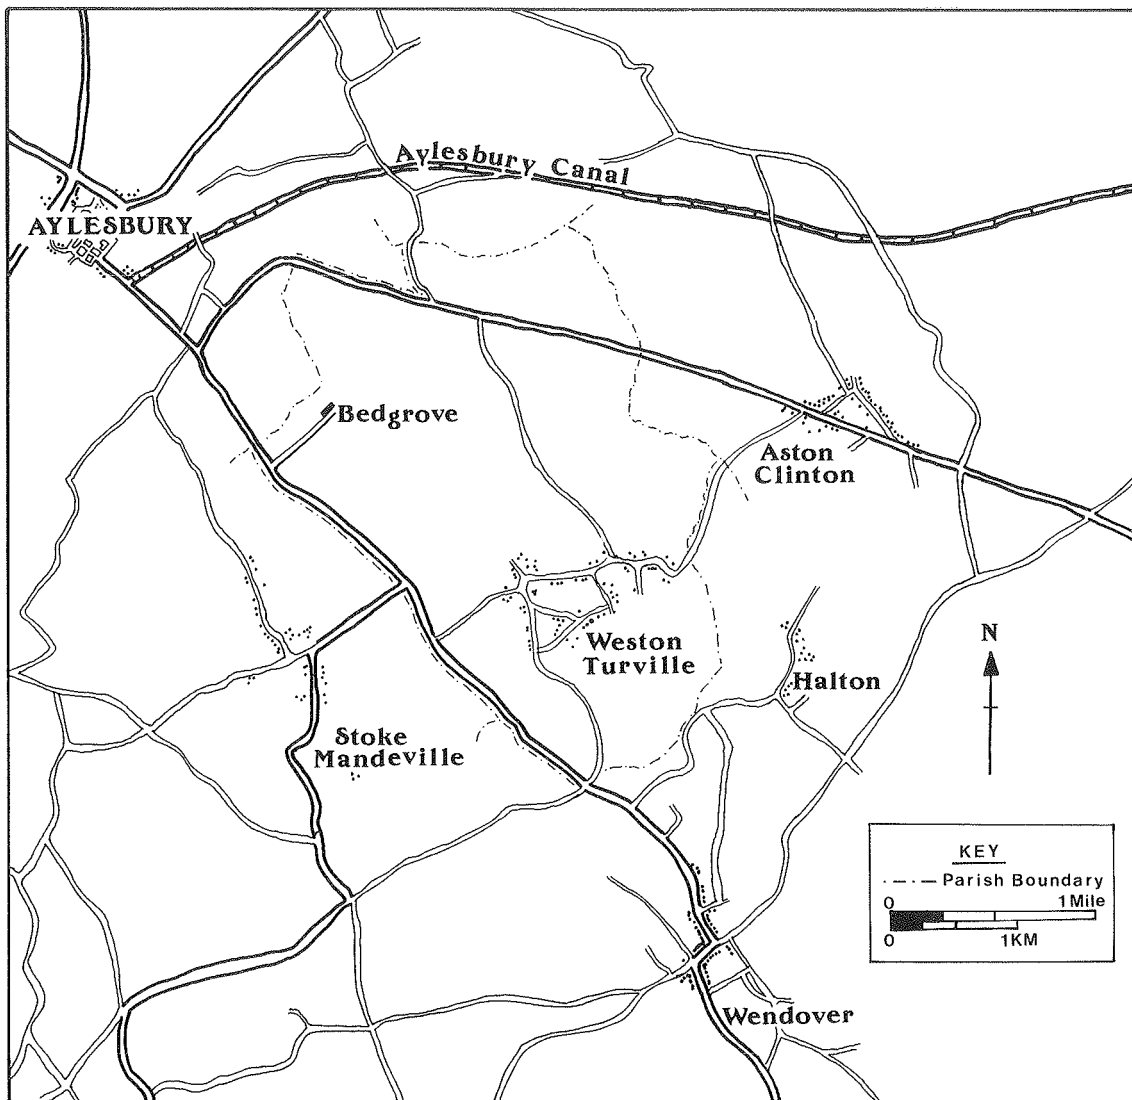 Aylesbury Canal
AYLESBURY
Bedgrove
Aston
Clinton
Weston
Turville
N
Halton
Stoke
Mandeville
KEY
Parish Boundary
0 1 Mile
0 1KM
Wendover